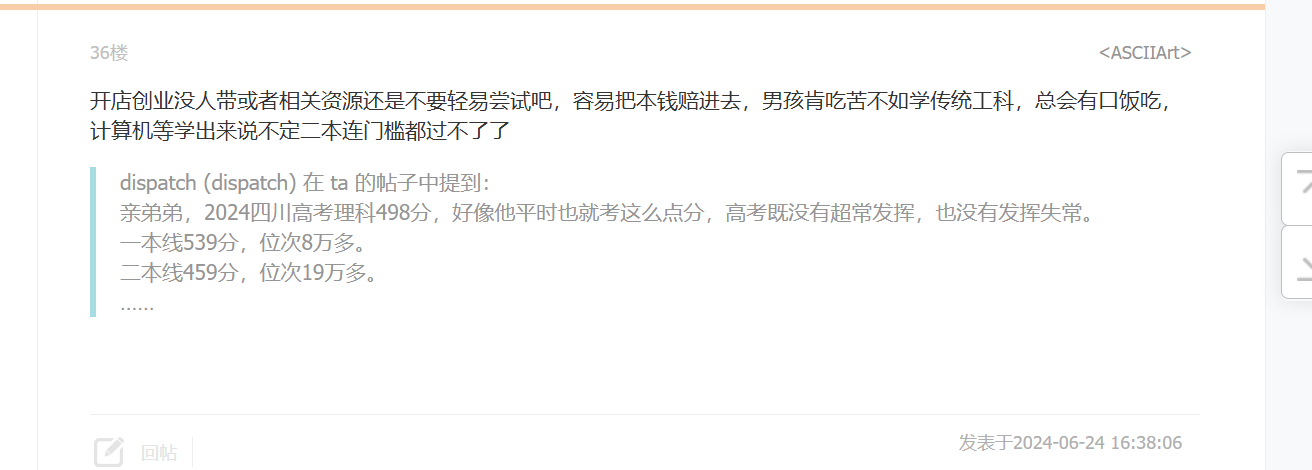 36楼
<ASCIIArt>
开店创业没人带或者相关资源还是不要轻易尝试吧，容易把本钱赔进去，男孩肯吃苦不如学传统工科，总会有口饭吃，
计算机等学出来说不定二本连门槛都过不了了
dispatch (dispatch) 在 ta 的帖子中提到：
亲弟弟，2024四川高考理科498分，好像他平时也就考这么点分，高考既没有超常发挥，也没有发挥失常。
一本线539分，位次8万多。
二本线459分，位次19万多。
......
回帖
发表于2024-06-24 16:38:06